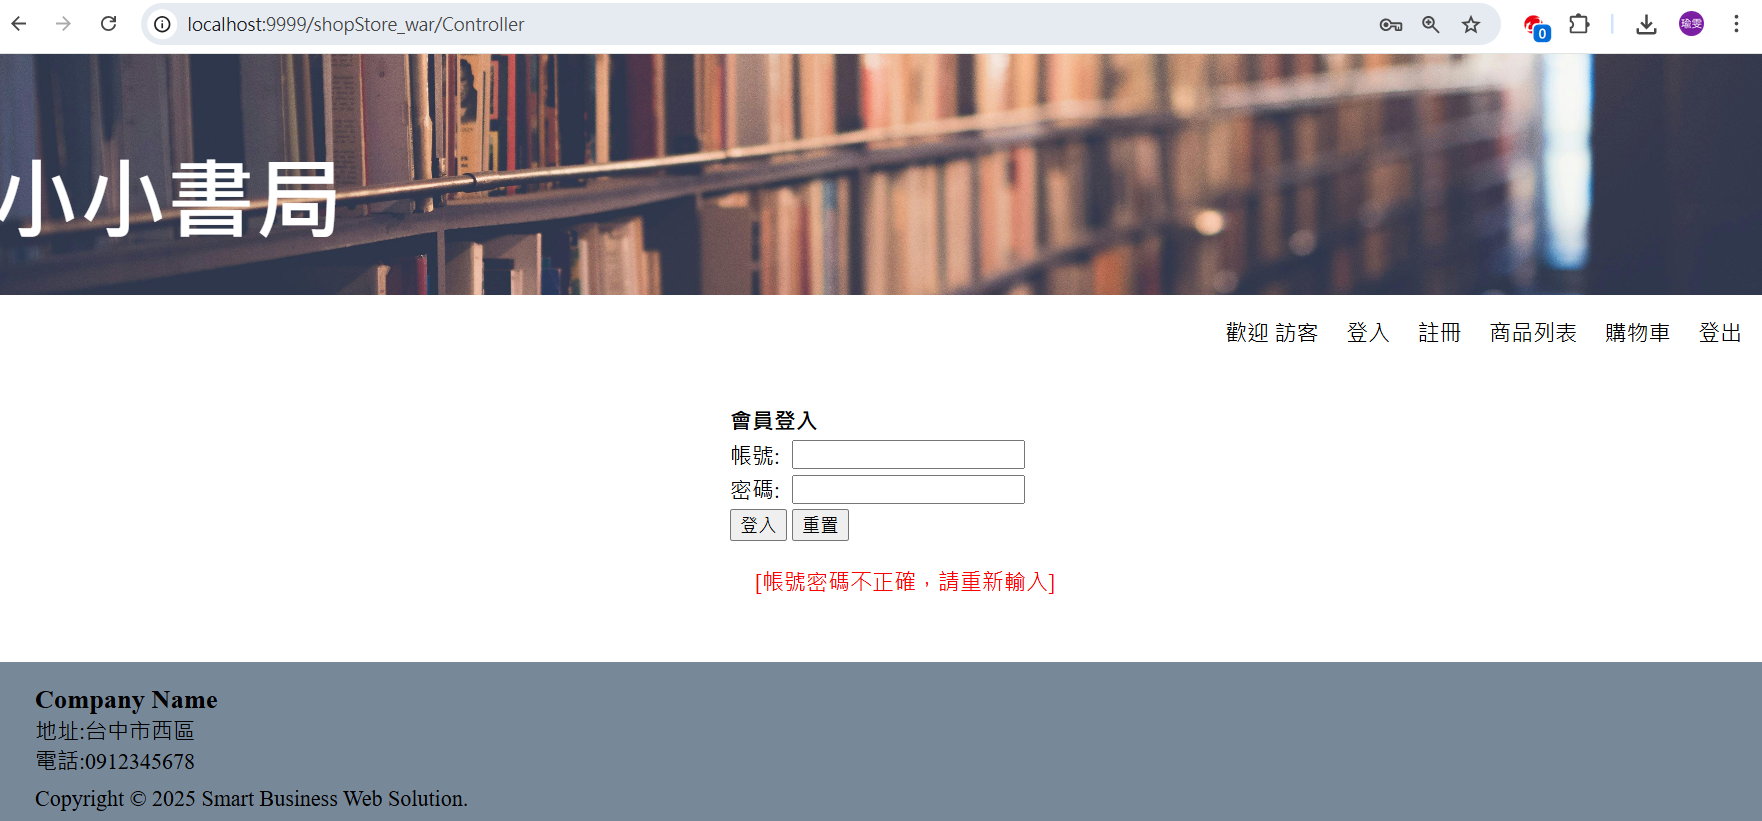 localhost:9999/shopStore_war/Controller
0
瑜雯
小小書局
歡迎 訪客 登入 註冊 商品列表 購物車 登出
會員登入
帳號:
密碼:
登入 重置
[帳號密碼不正確，請重新輸入]
Company Name
地址:台中市西區
電話:0912345678
Copyright © 2025 Smart Business Web Solution.